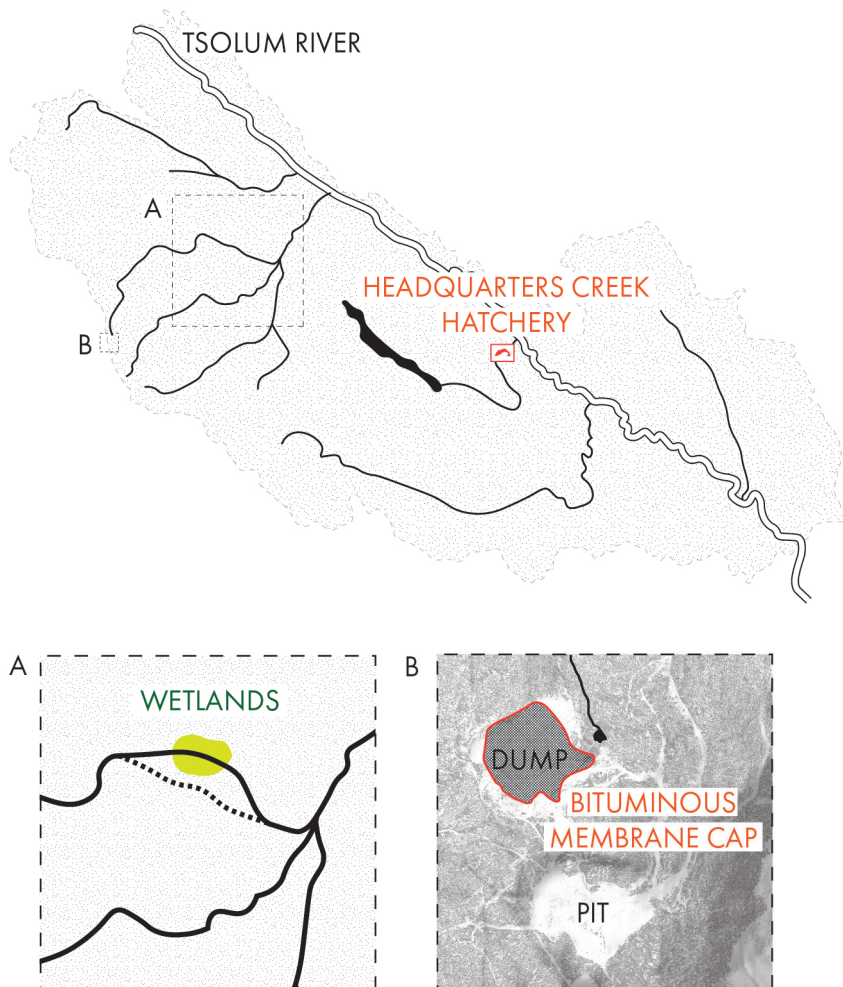 TSOLUM RIVER
A
HEADQUARTERS CREEK
HATCHERY
B
A
WETLANDS
B
DUMP
BITUMINOUS
MEMBRANE CAP
PIT